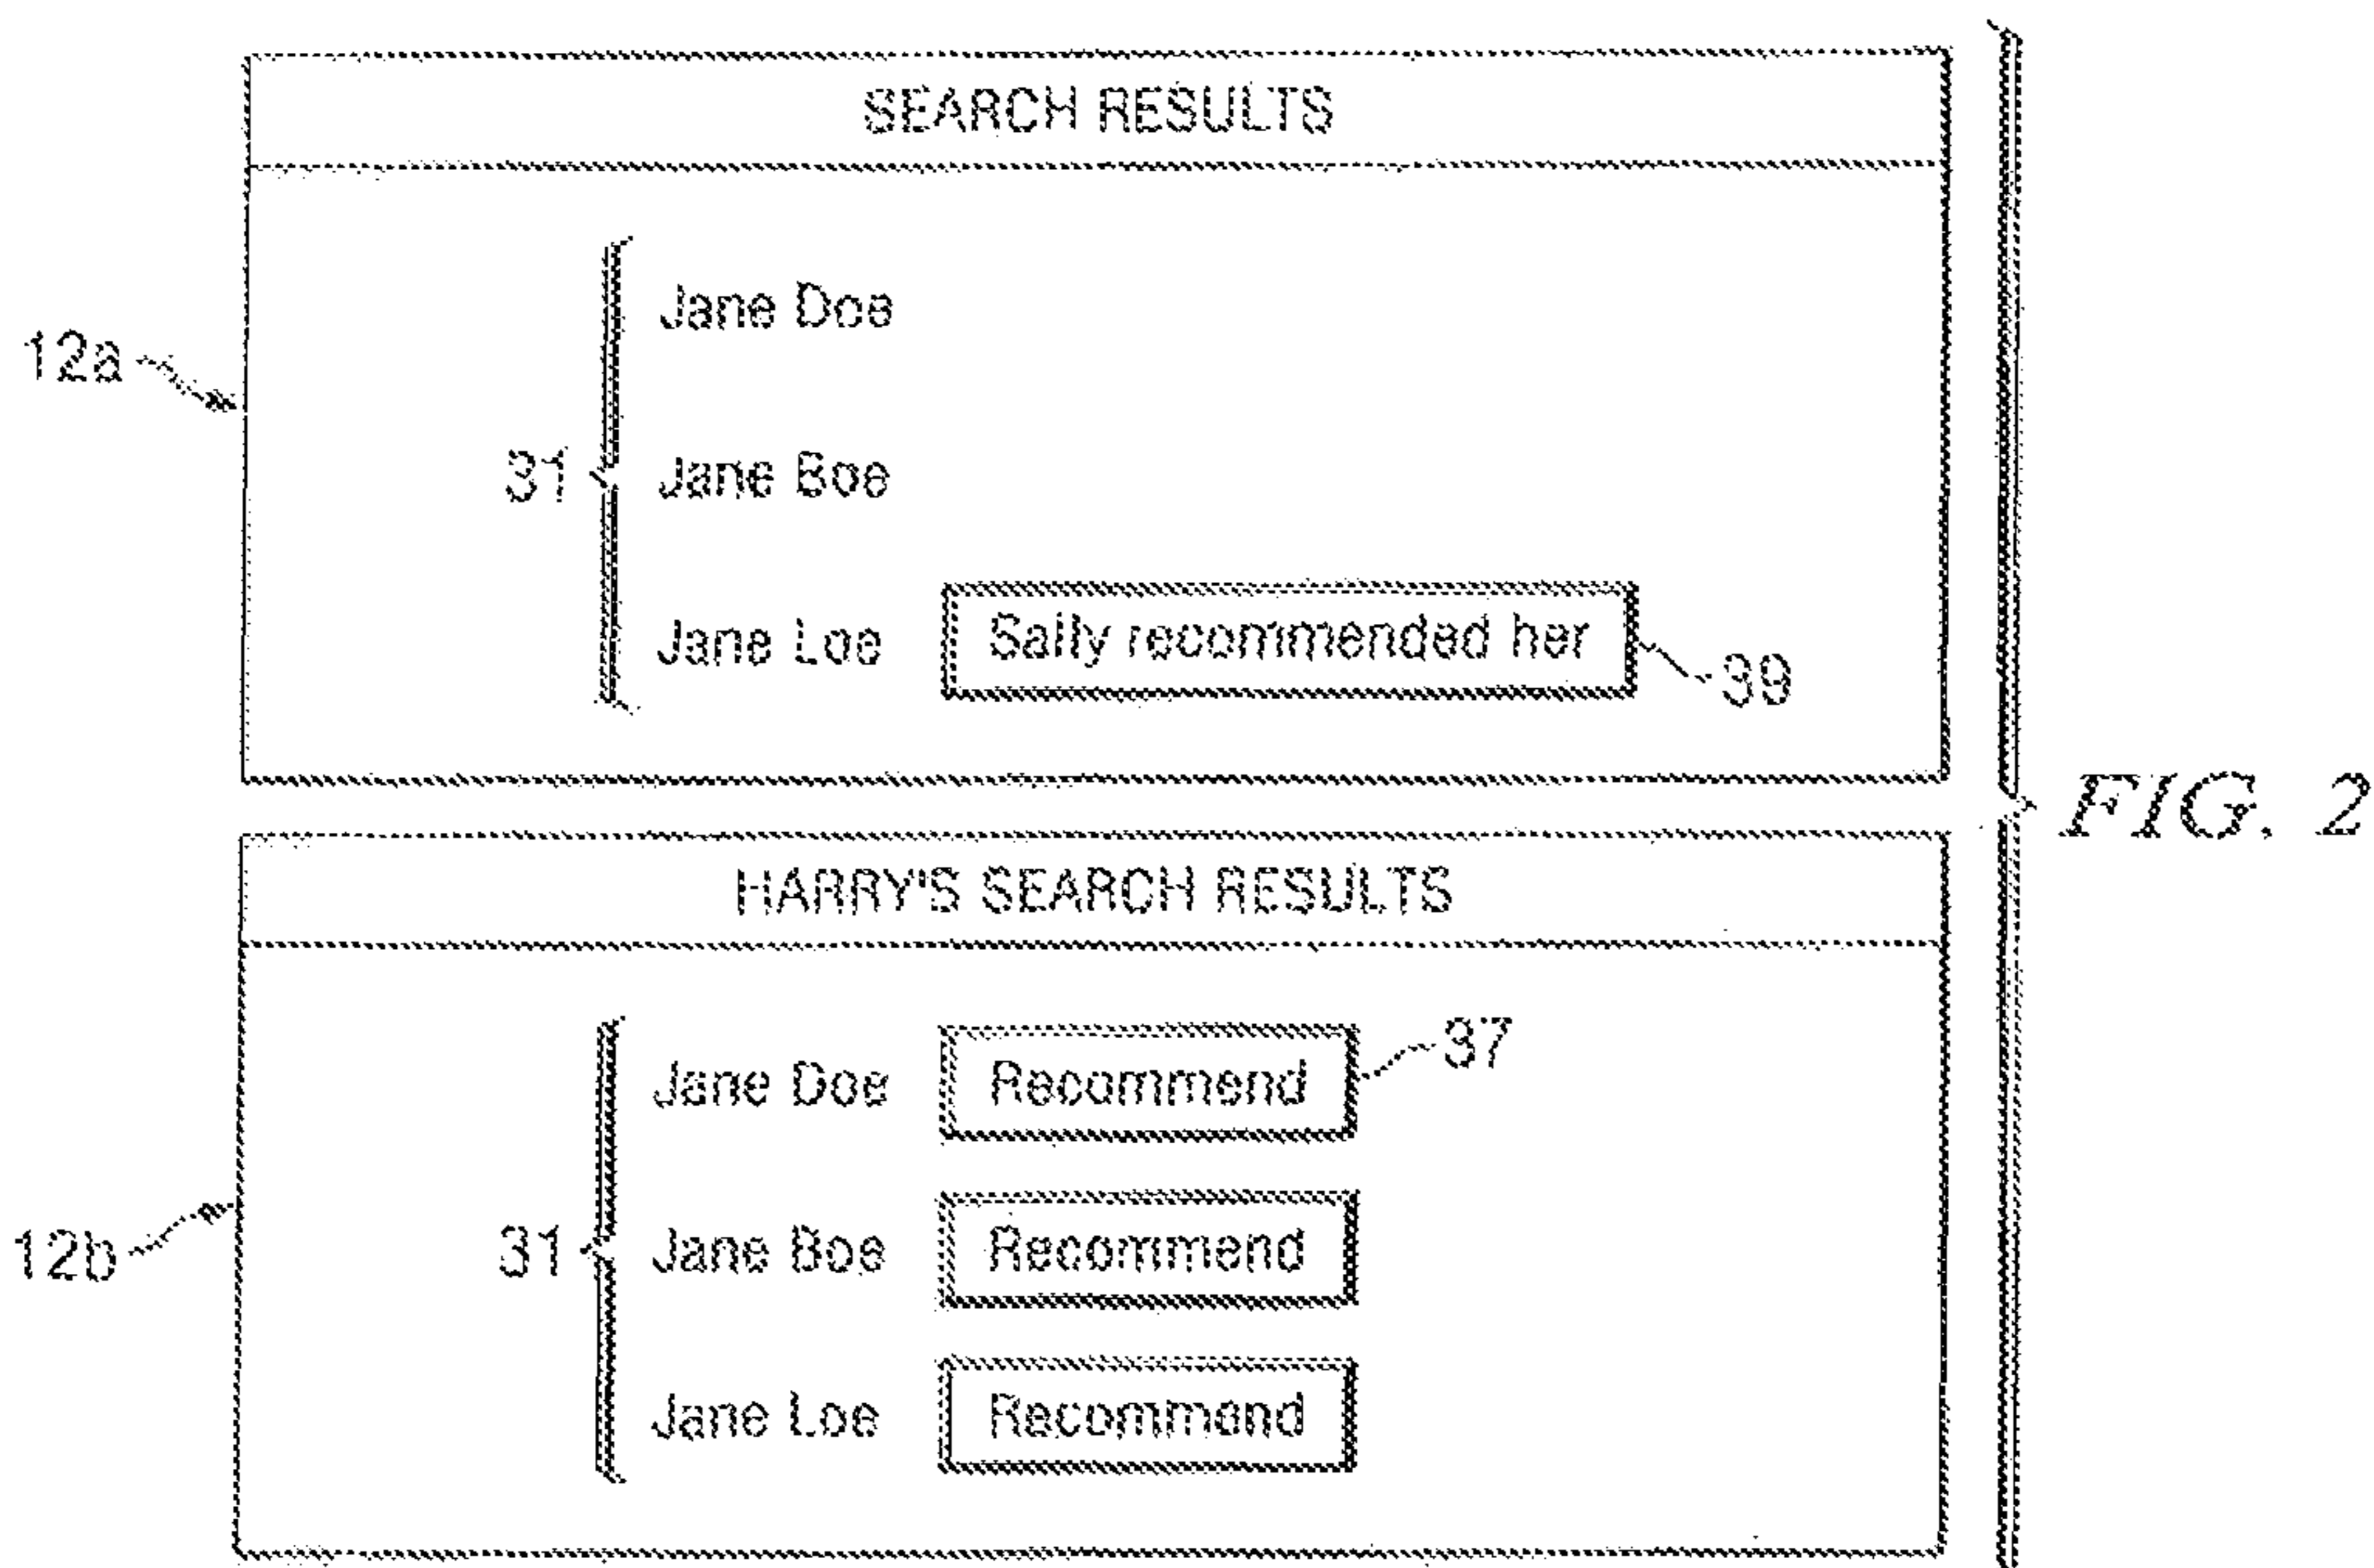 SEARCH RESULTS
Jane Doe
12a
31
Jane Boe
Jane Loe
Sally recommended her
39
FIG. 2
HARRY'S SEARCH RESULTS
Jane Doe
Recommend
37
12b
31
Jane Boe
Recommend
Jane Loe
Recommend